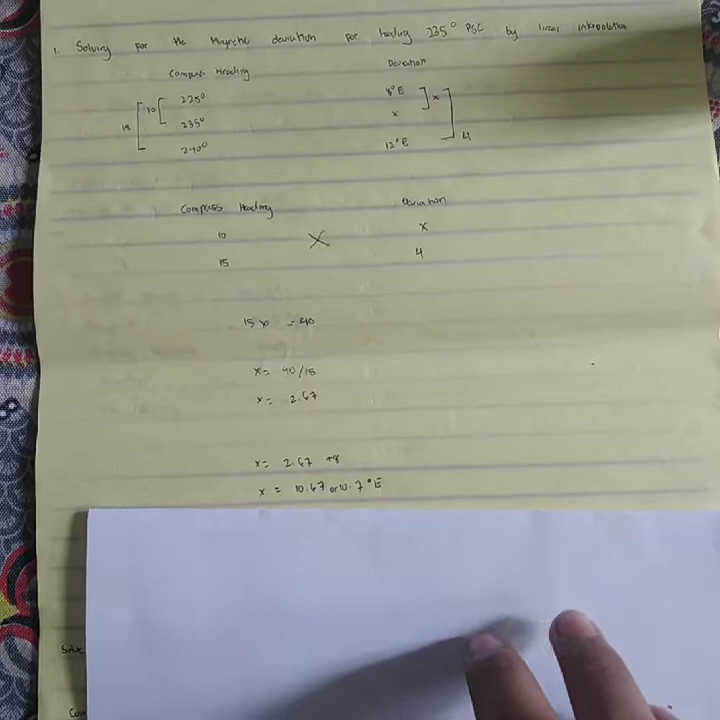 1. Solving for the Magnetic deviation for heading 235° PSC by linear interpolation
Compass Heading Deviation
15 10 225° 8°E x 4
235° x
240° 12°E
Compass Heading Deviation
10 x
15 4
15x = 40
x = 40/15
x = 2.67
x = 2.67 +8
x = 10.67 or 10.7°E